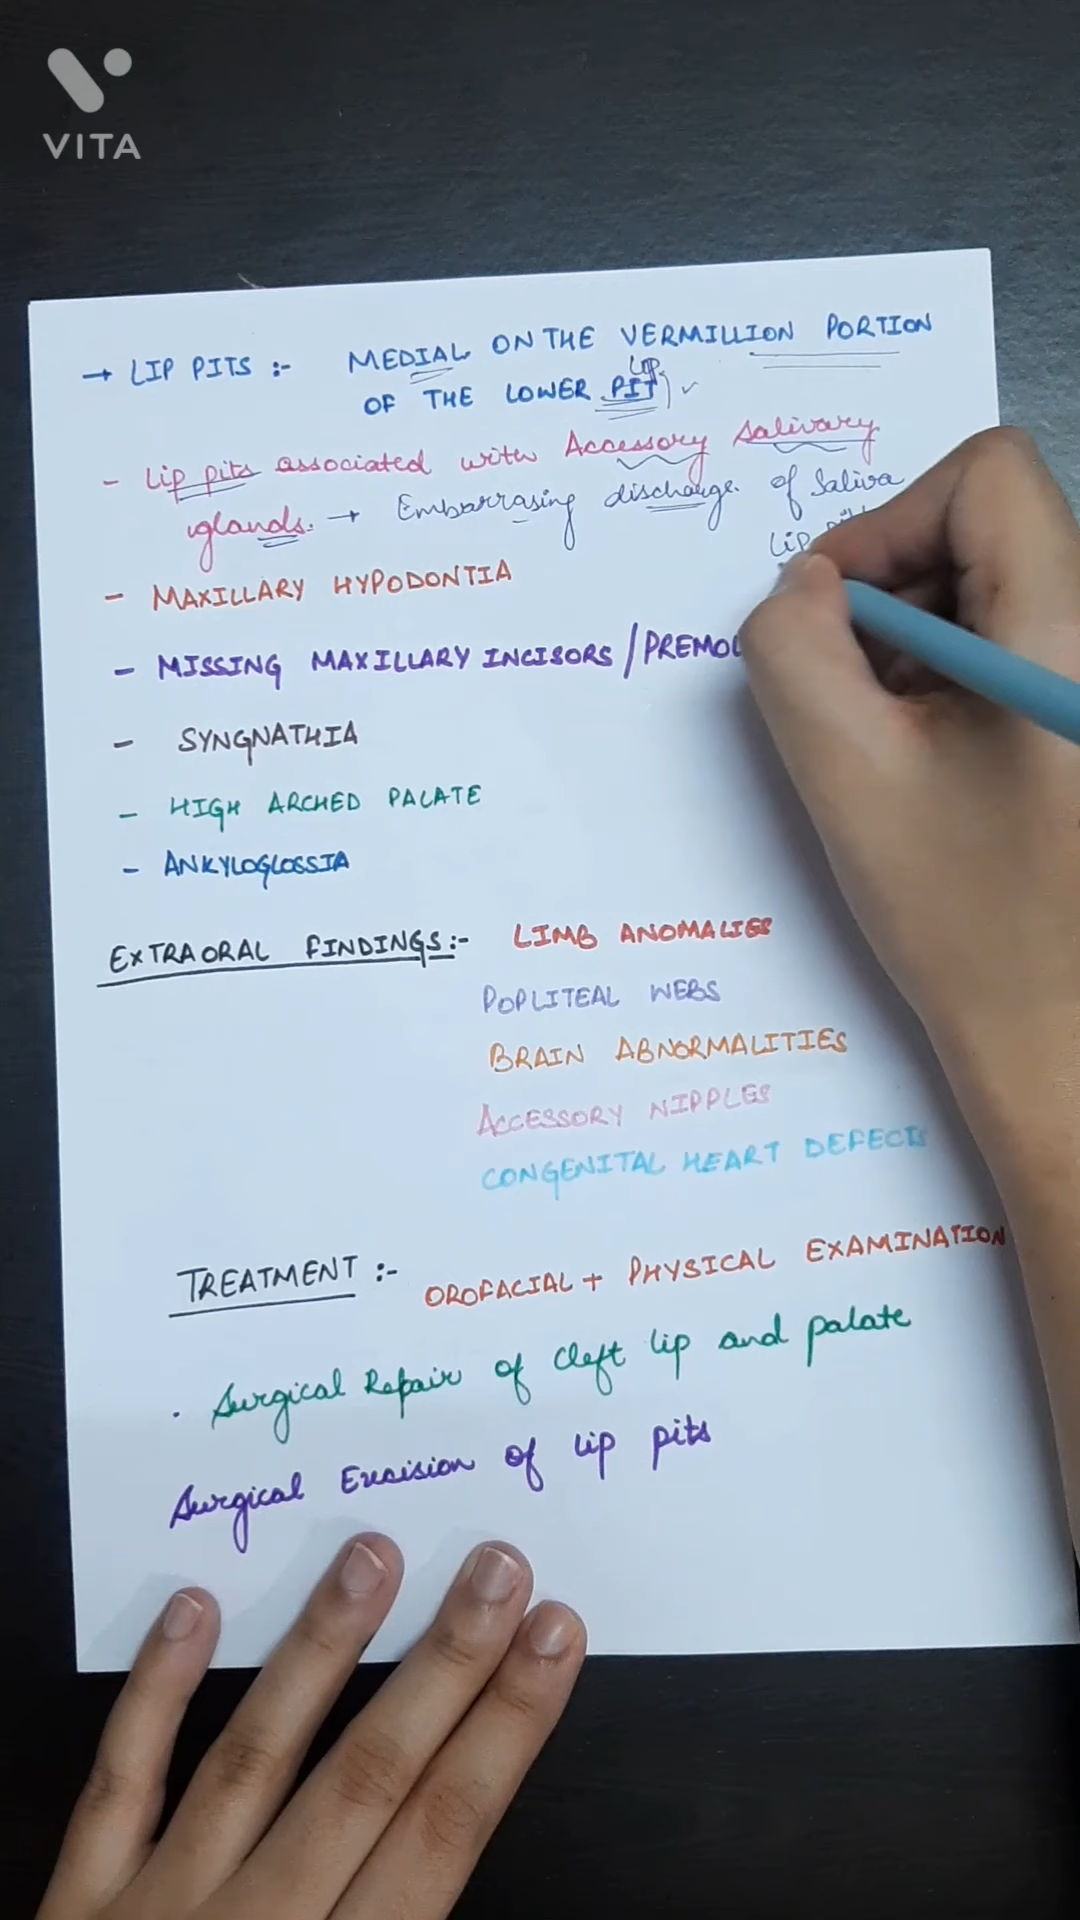 VITA
→ LIP PITS :- MEDIAL ON THE VERMILLION PORTION
LIP
OF THE LOWER PIT
- Lip pits associated with Accessory Salivary
glands. → Embarrasing discharge of Saliva
Lip
- MAXILLARY HYPODONTIA
- MISSING MAXILLARY INCISORS / PREMOL
- SYNGNATHIA
- HIGH ARCHED PALATE
- ANKYLOGLOSSIA
EXTRAORAL FINDINGS :- LIMB ANOMALIES
POPLITEAL WEBS
BRAIN ABNORMALITIES
ACCESSORY NIPPLES
CONGENITAL HEART DEFECTS
TREATMENT :- OROFACIAL + PHYSICAL EXAMINATION
. Surgical Repair of cleft lip and palate
Surgical Excision of lip pits